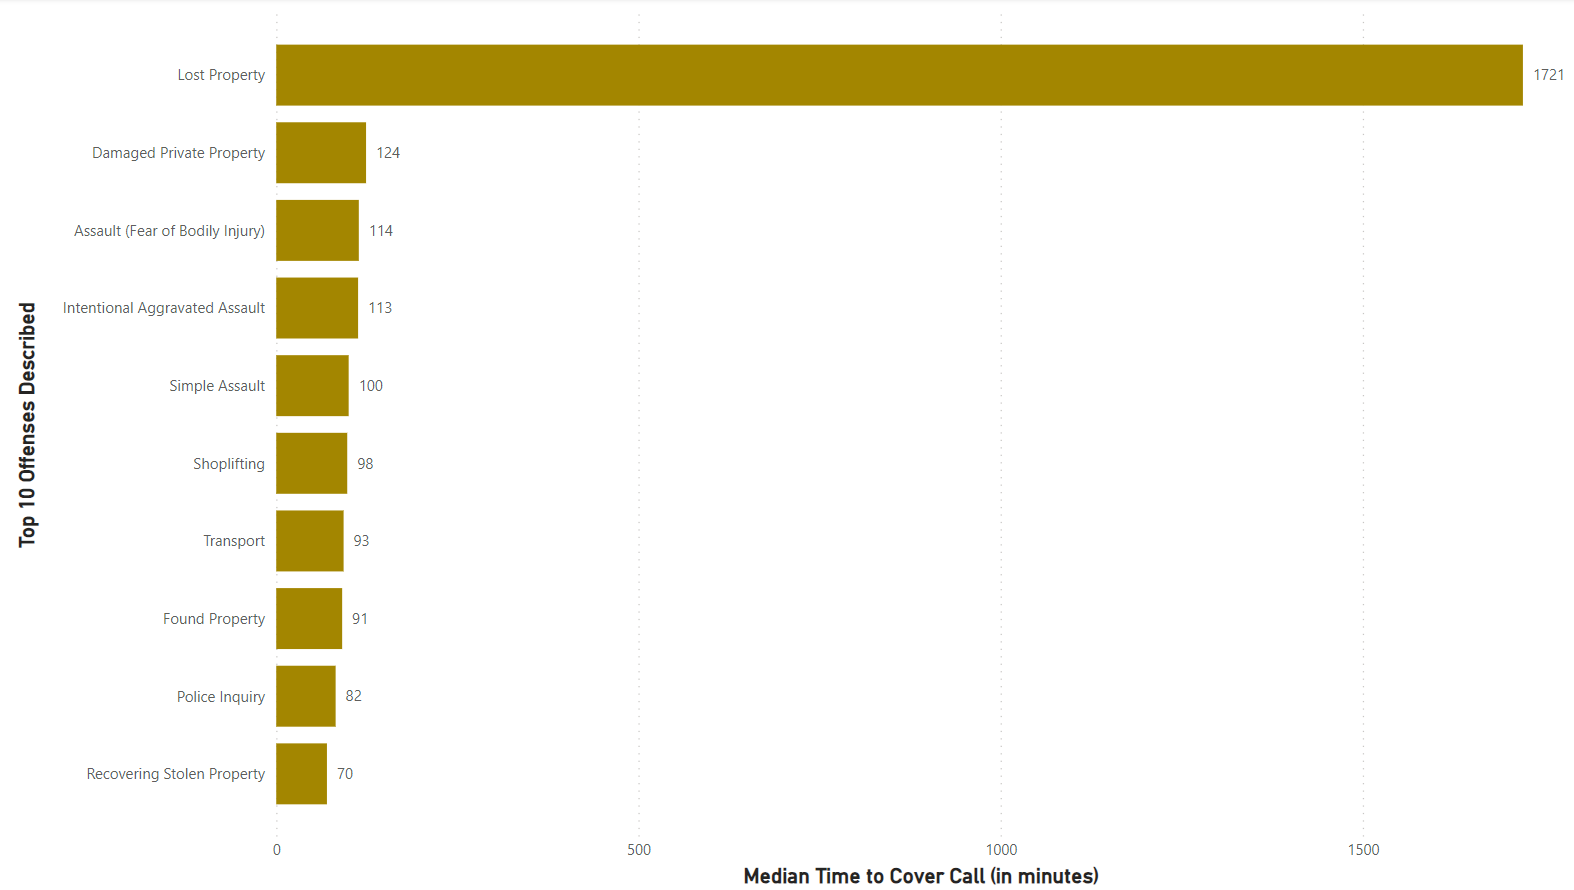 Top 10 Offenses Described
Lost Property 1721
Damaged Private Property 124
Assault (Fear of Bodily Injury) 114
Intentional Aggravated Assault 113
Simple Assault 100
Shoplifting 98
Transport 93
Found Property 91
Police Inquiry 82
Recovering Stolen Property 70
0 500 1000 1500
Median Time to Cover Call (in minutes)